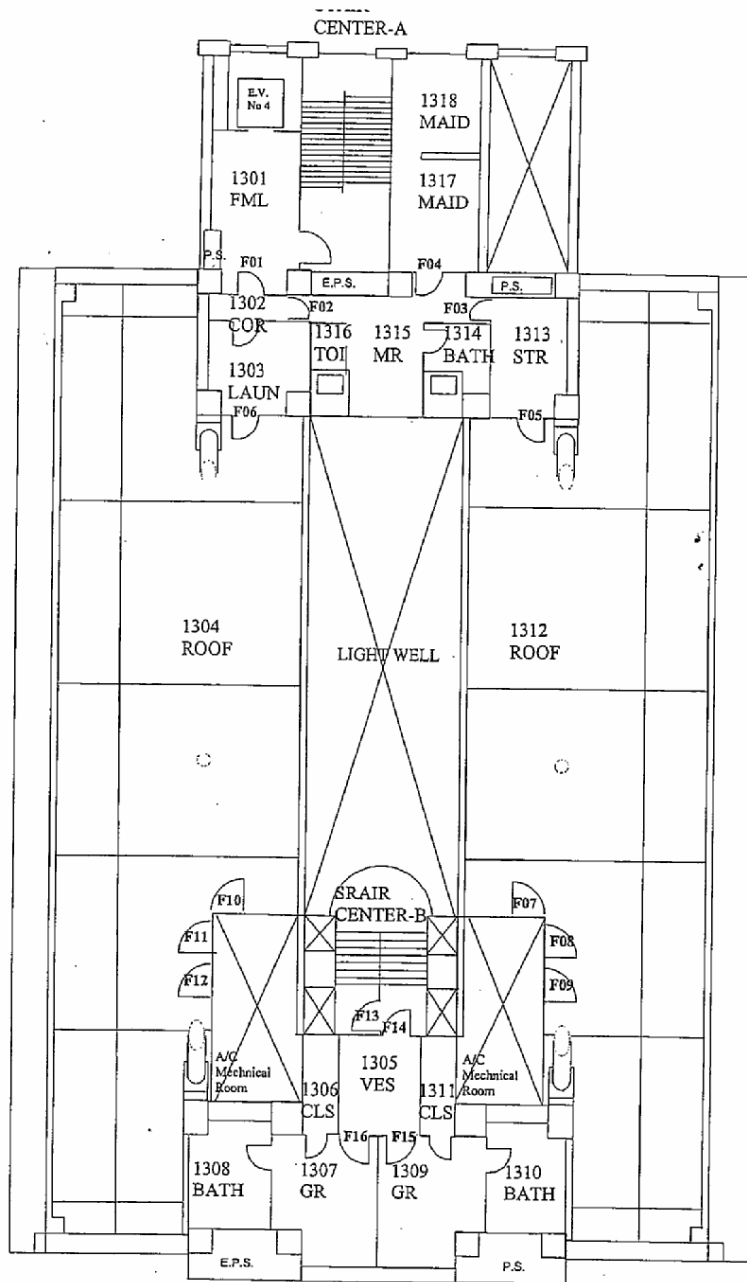 SRAIR
CENTER-A
E.V.
No 4
1318
MAID
1301
FML
1317
MAID
P.S.
F01
E.P.S.
F04
P.S.
1302
COR
F02
F03
1316
TOI
1315
MR
1314
BATH
1313
STR
1303
LAUN
F06
F05
1304
ROOF
LIGHT WELL
1312
ROOF
F10
SRAIR
CENTER-B
F07
F11
F08
F12
F09
F13
F14
A/C
Mechnical
Room
1305
VES
A/C
Mechnical
Room
1306
CLS
1311
CLS
F16
F15
1308
BATH
1307
GR
1309
GR
1310
BATH
E.P.S.
P.S.